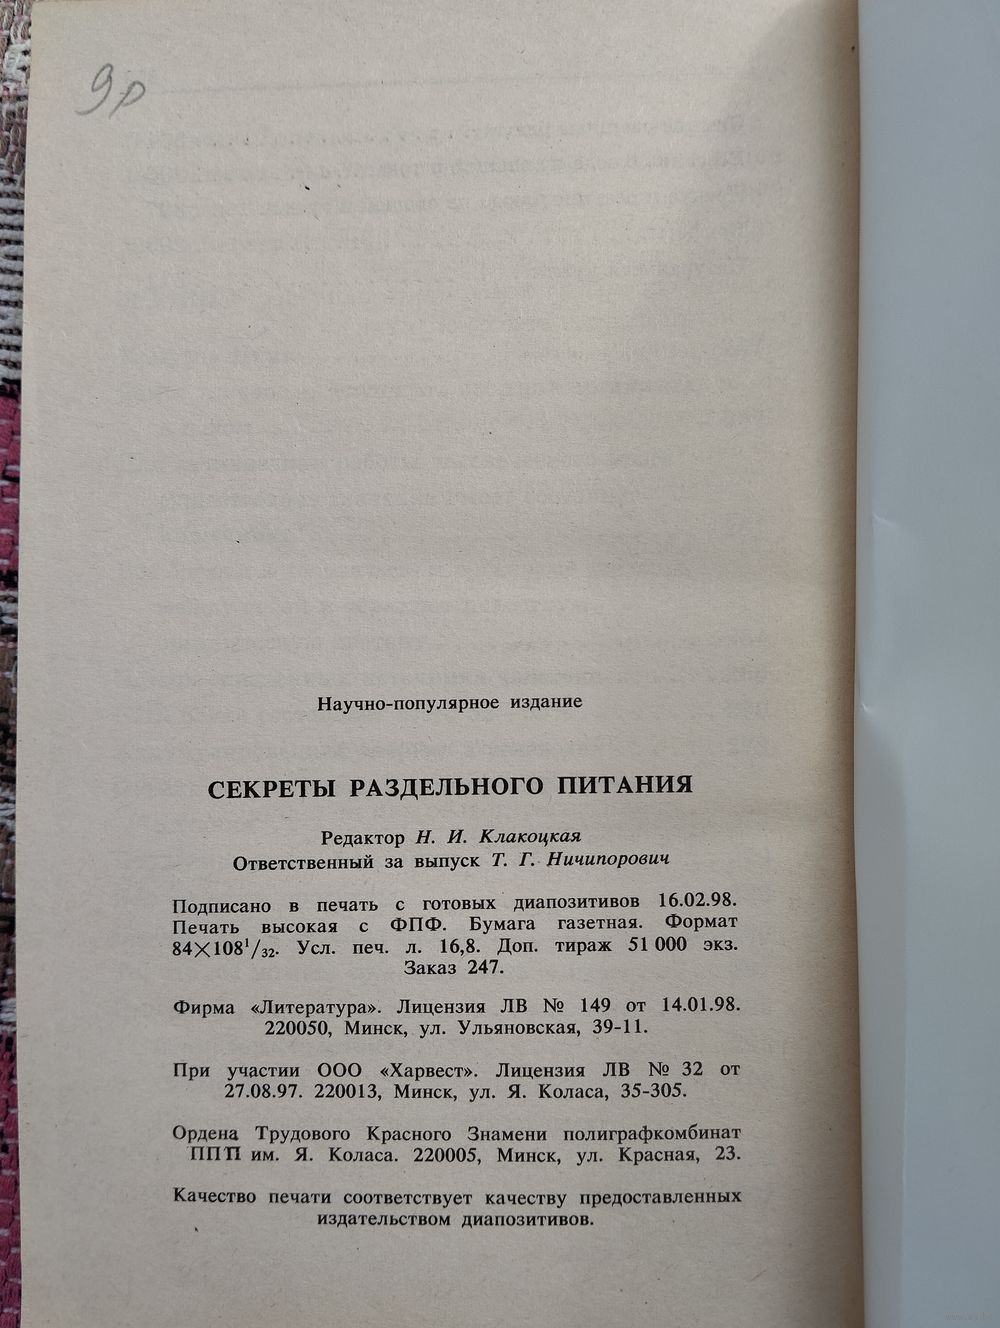 9р
Научно-популярное издание
СЕКРЕТЫ РАЗДЕЛЬНОГО ПИТАНИЯ
Редактор Н. И. Клакоцкая
Ответственный за выпуск Т. Г. Ничипорович
Подписано в печать с готовых диапозитивов 16.02.98.
Печать высокая с ФПФ. Бумага газетная. Формат
84×108¹/₃₂. Усл. печ. л. 16,8. Доп. тираж 51 000 экз.
Заказ 247.
Фирма «Литература». Лицензия ЛВ № 149 от 14.01.98.
220050, Минск, ул. Ульяновская, 39-11.
При участии ООО «Харвест». Лицензия ЛВ № 32 от
27.08.97. 220013, Минск, ул. Я. Коласа, 35-305.
Ордена Трудового Красного Знамени полиграфкомбинат
ППП им. Я. Коласа. 220005, Минск, ул. Красная, 23.
Качество печати соответствует качеству предоставленных
издательством диапозитивов.